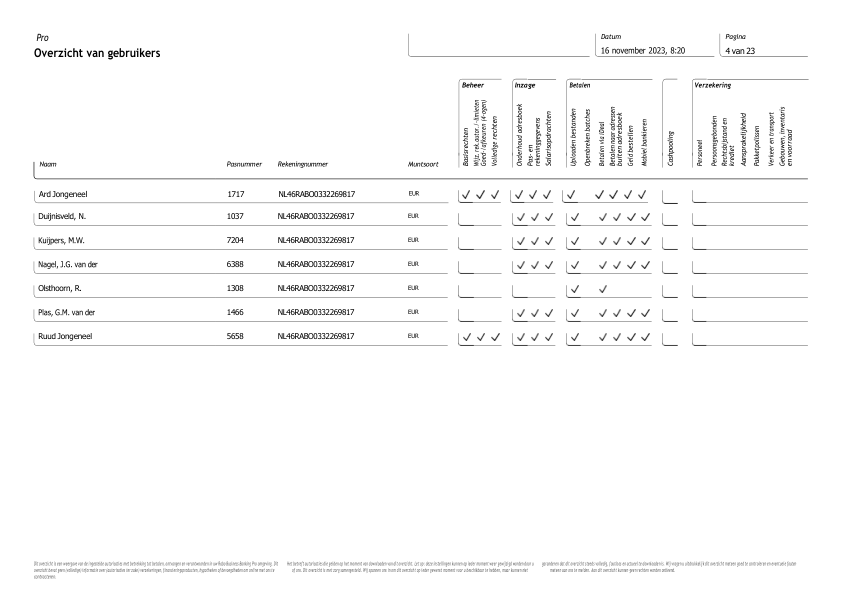 Pro
Overzicht van gebruikers
Datum
16 november 2023, 8:20
Pagina
4 van 23
Beheer
Inzage
Betalen
Verzekering
Naam
Pasnummer
Rekeningnummer
Muntsoort
Basisrechten
Wijz. rek.autor./-limieten
Goed-/afkeuren (4-ogen)
Volledige rechten
Onderhoud adresboek
Pas- en
rekeninggegevens
Salarisopdrachten
Uploaden bestanden
Openbreken batches
Betalen via iDeal
Betalen naar adressen
buiten adresboek
Geld bestellen
Mobiel bankieren
Cashpooling
Personeel
Persoonsgebonden
Rechtsbijstand en
krediet
Aansprakelijkheid
Pakketpolissen
Verkeer en transport
Gebouwen, inventaris
en voorraad
Ard Jongeneel 1717 NL46RABO0332269817 EUR ✓ ✓ ✓ ✓ ✓ ✓ ✓ ✓ ✓ ✓ ✓
Duijnisveld, N. 1037 NL46RABO0332269817 EUR ✓ ✓ ✓ ✓ ✓ ✓ ✓ ✓
Kuijpers, M.W. 7204 NL46RABO0332269817 EUR ✓ ✓ ✓ ✓ ✓ ✓ ✓ ✓
Nagel, J.G. van der 6388 NL46RABO0332269817 EUR ✓ ✓ ✓ ✓ ✓ ✓ ✓ ✓
Olsthoorn, R. 1308 NL46RABO0332269817 EUR ✓ ✓
Plas, G.M. van der 1466 NL46RABO0332269817 EUR ✓ ✓ ✓ ✓ ✓ ✓ ✓ ✓
Ruud Jongeneel 5658 NL46RABO0332269817 EUR ✓ ✓ ✓ ✓ ✓ ✓ ✓ ✓ ✓ ✓ ✓